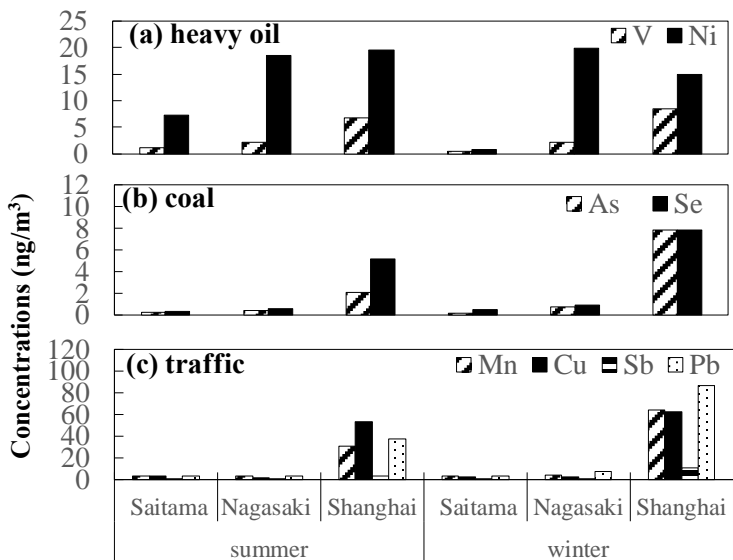 Concentrations (ng/m³)
(a) heavy oil
V Ni
25
20
15
10
5
0
(b) coal
As Se
12
10
8
6
4
2
0
(c) traffic
Mn Cu Sb Pb
120
100
80
60
40
20
0
Saitama Nagasaki Shanghai Saitama Nagasaki Shanghai
summer winter